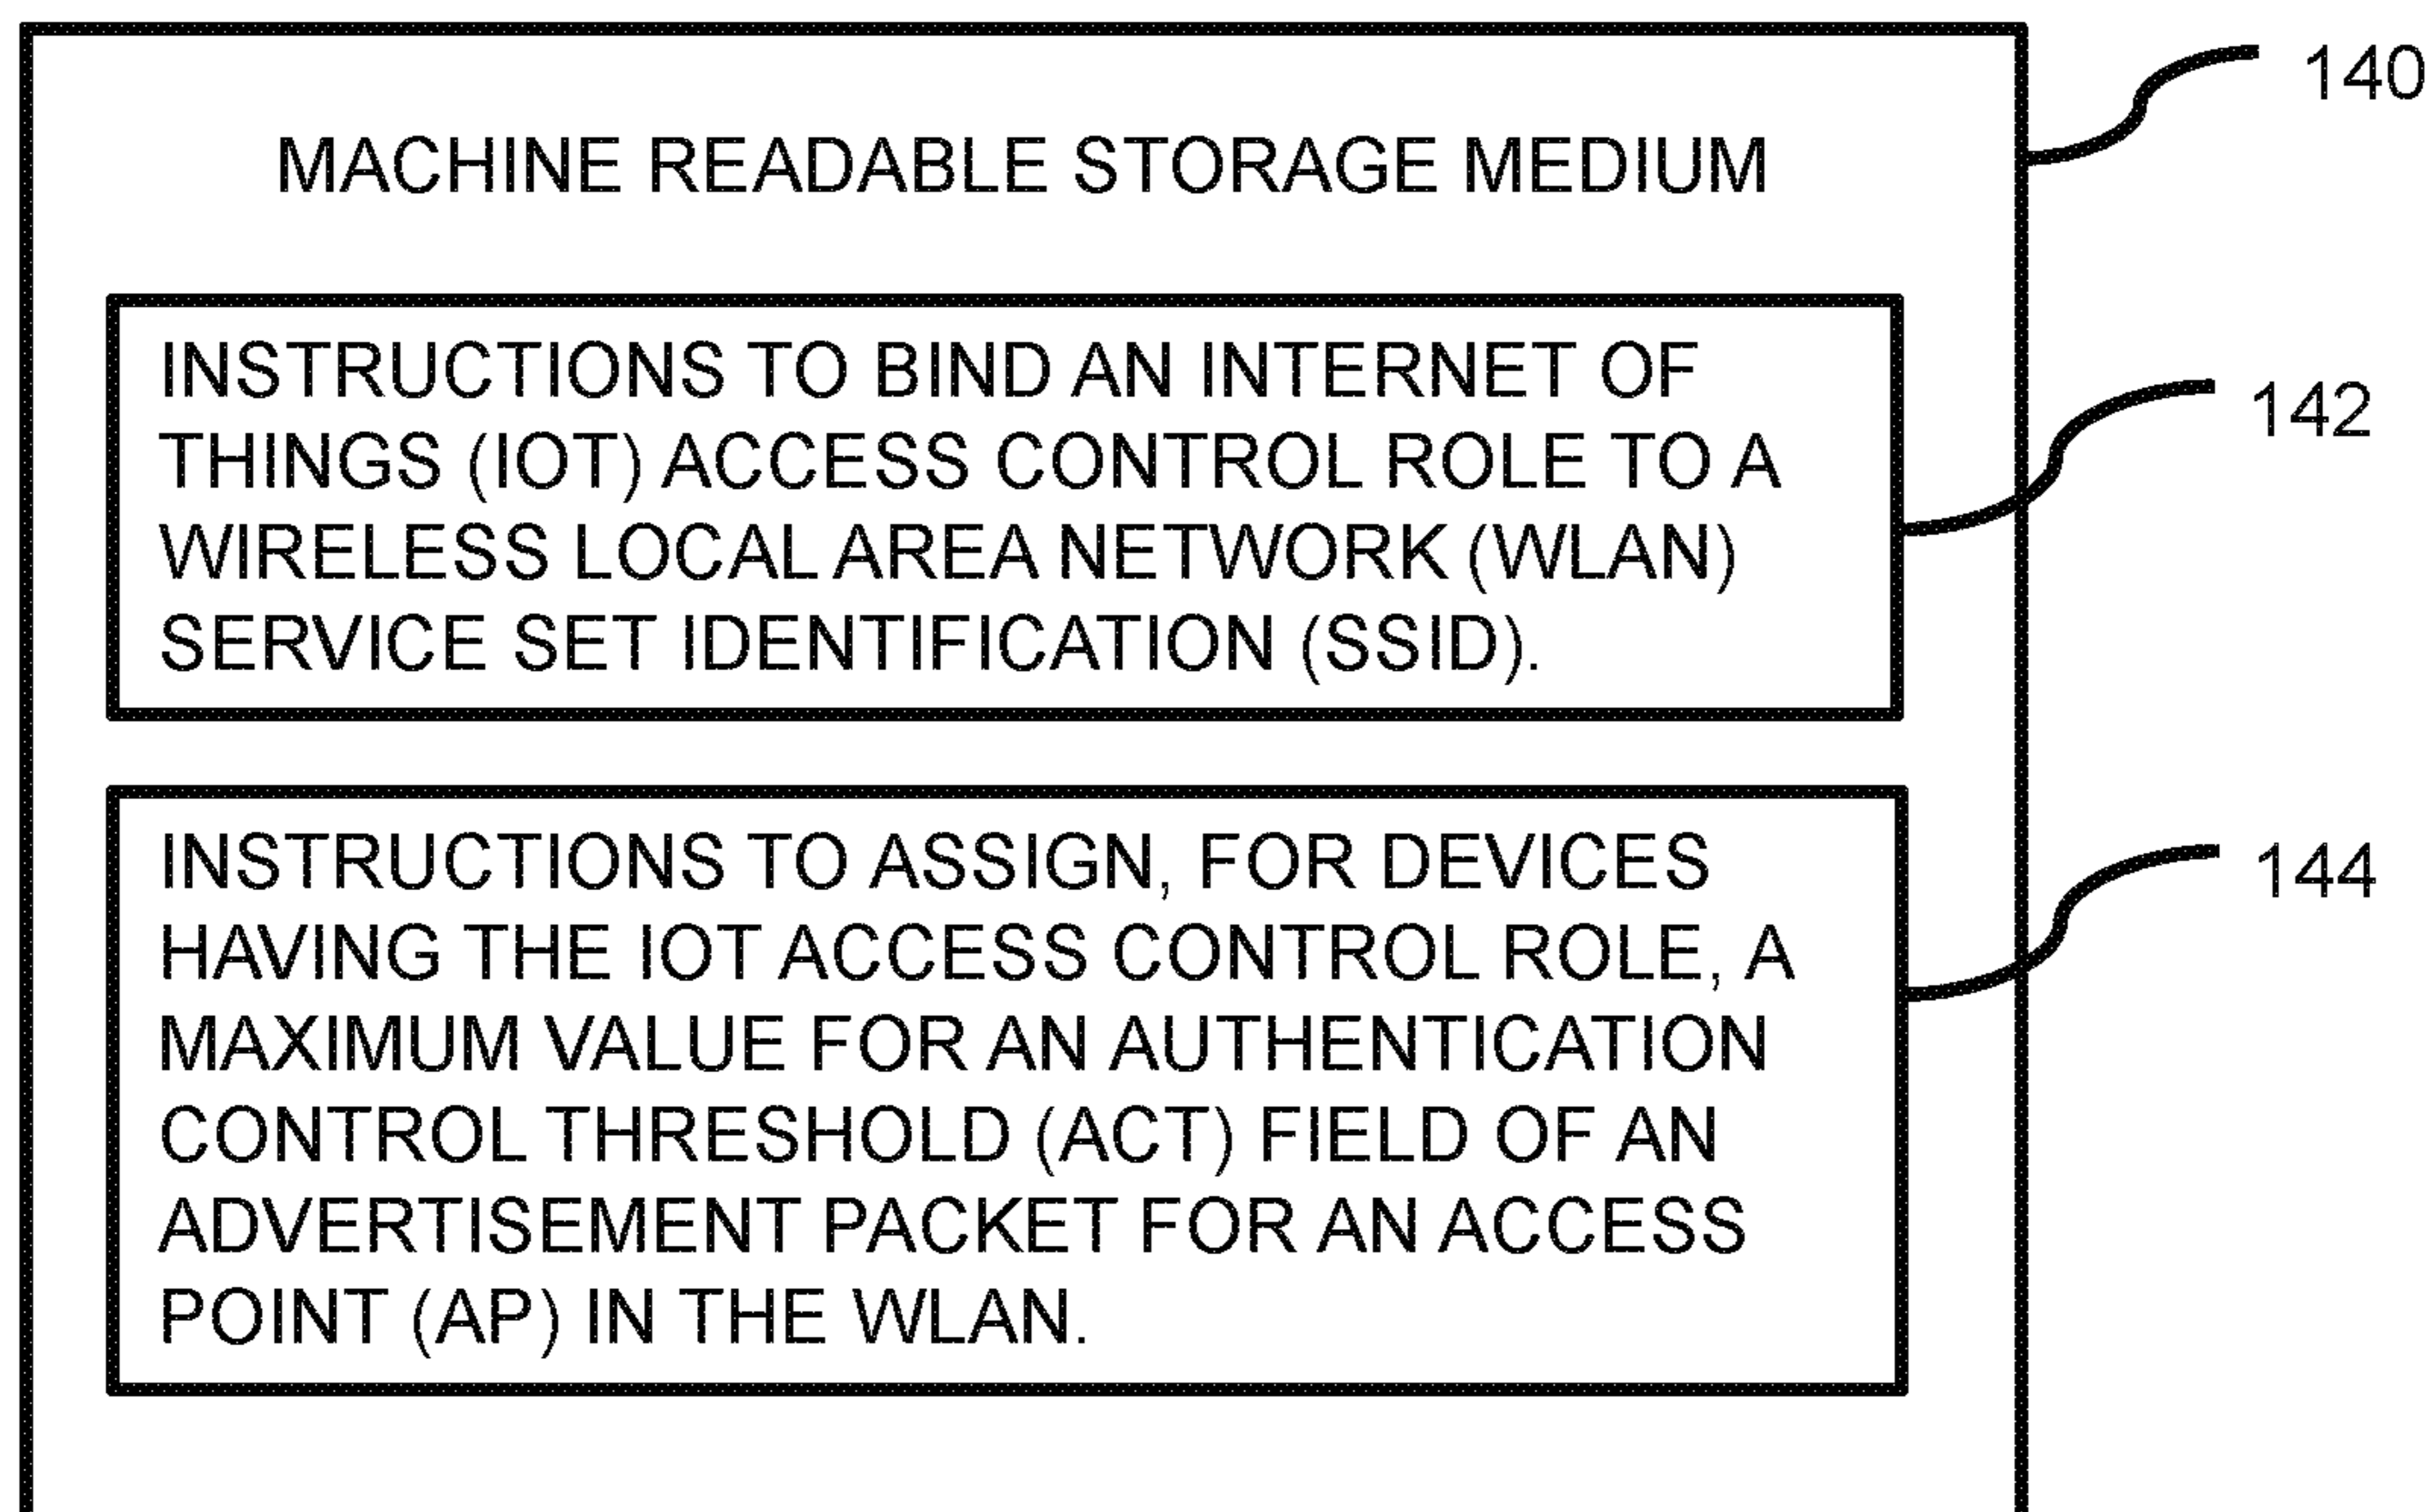 140
MACHINE READABLE STORAGE MEDIUM
INSTRUCTIONS TO BIND AN INTERNET OF
THINGS (IOT) ACCESS CONTROL ROLE TO A
WIRELESS LOCAL AREA NETWORK (WLAN)
SERVICE SET IDENTIFICATION (SSID).
142
INSTRUCTIONS TO ASSIGN, FOR DEVICES
HAVING THE IOT ACCESS CONTROL ROLE, A
MAXIMUM VALUE FOR AN AUTHENTICATION
CONTROL THRESHOLD (ACT) FIELD OF AN
ADVERTISEMENT PACKET FOR AN ACCESS
POINT (AP) IN THE WLAN.
144